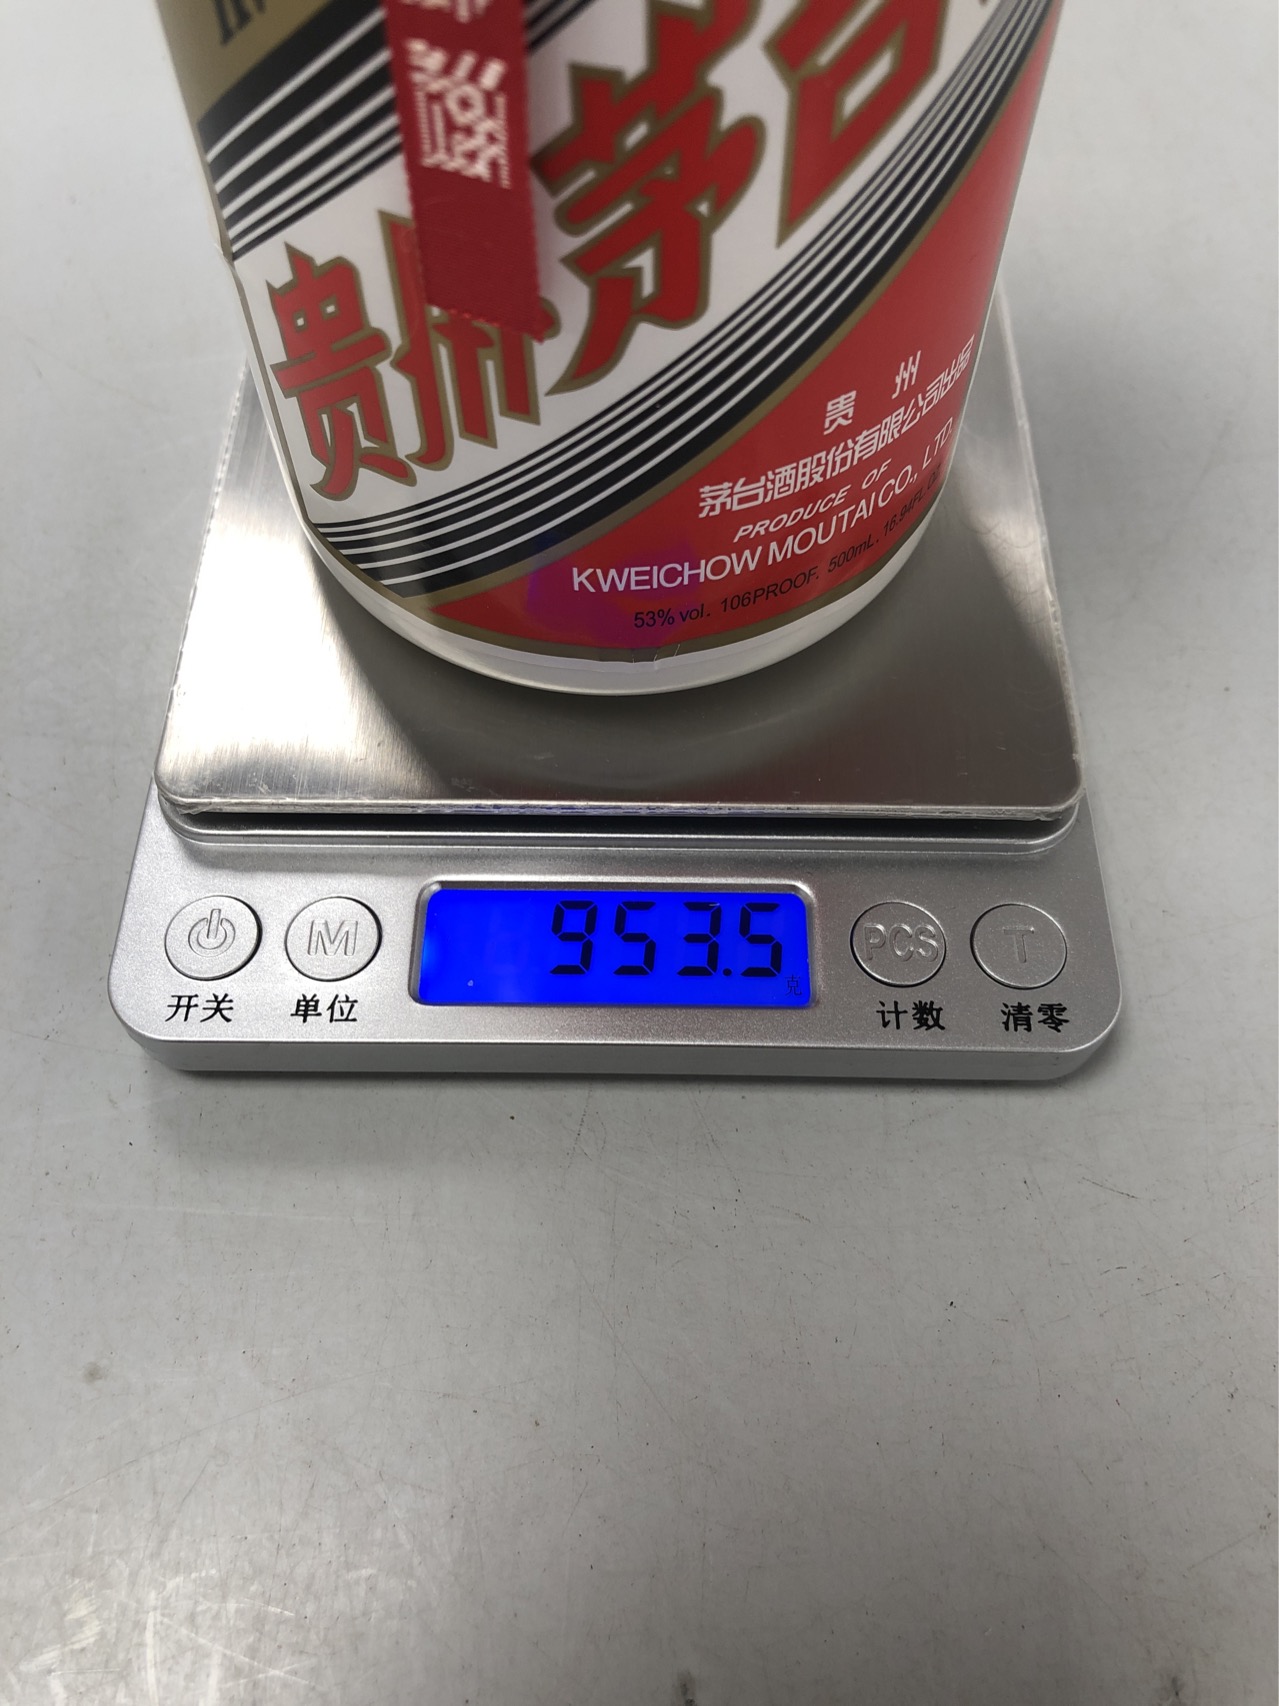 贵州茅台
贵 州
茅台酒股份有限公司出品
PRODUCE OF
KWEICHOW MOUTAI CO., LTD.
53% vol. 106PROOF. 500mL. 16.94FL.
953.5
克
M
PCS
T
开关
单位
计数
清零